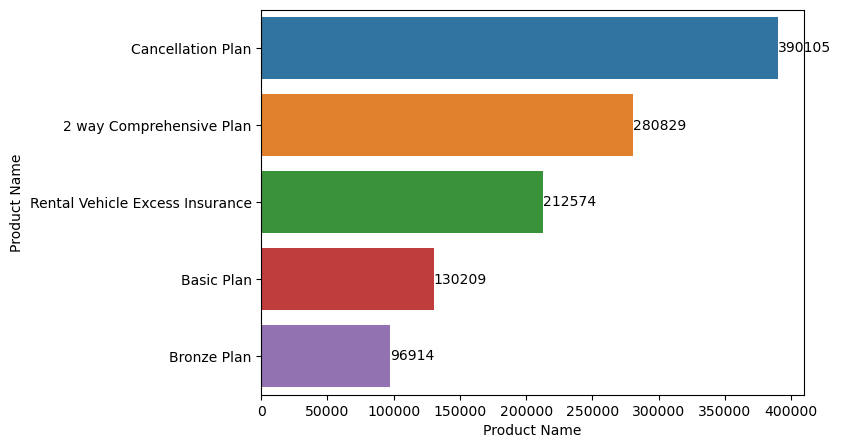 Product Name
Cancellation Plan
390105
2 way Comprehensive Plan
280829
Rental Vehicle Excess Insurance
212574
Basic Plan
130209
Bronze Plan
96914
0 50000 100000 150000 200000 250000 300000 350000 400000
Product Name